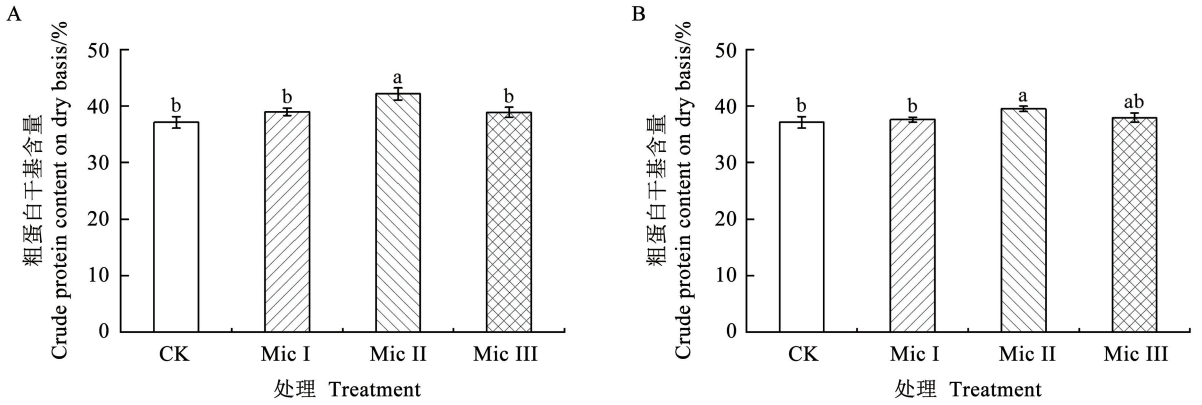 A
粗蛋白干基含量
Crude protein content on dry basis/%
50
40
30
20
10
0
b
b
a
b
CK
Mic I
Mic II
Mic III
处理 Treatment
B
粗蛋白干基含量
Crude protein content on dry basis/%
50
40
30
20
10
0
b
b
a
ab
CK
Mic I
Mic II
Mic III
处理 Treatment